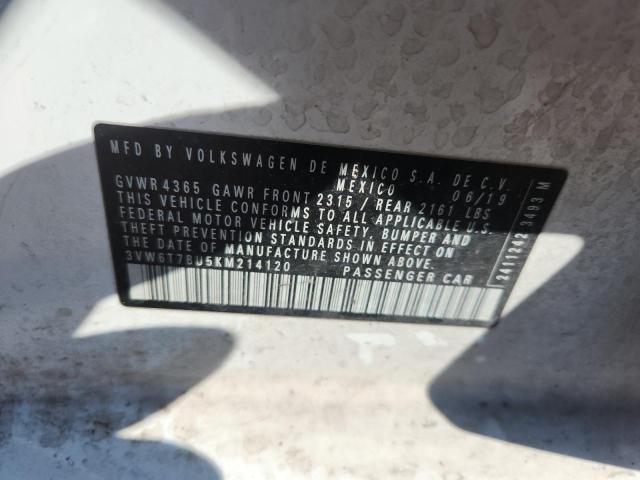 MFD BY VOLKSWAGEN DE MEXICO S.A. DE C.V.
MEXICO 06/19
GVWR 4365 GAWR FRONT 2315 / REAR 2161 LBS
THIS VEHICLE CONFORMS TO ALL APPLICABLE U.S.
FEDERAL MOTOR VEHICLE SAFETY, BUMPER AND
THEFT PREVENTION STANDARDS IN EFFECT ON
THE DATE OF MANUFACTURE SHOWN ABOVE.
3VW6T7BU5KM214120 PASSENGER CAR
2411242 3493 M